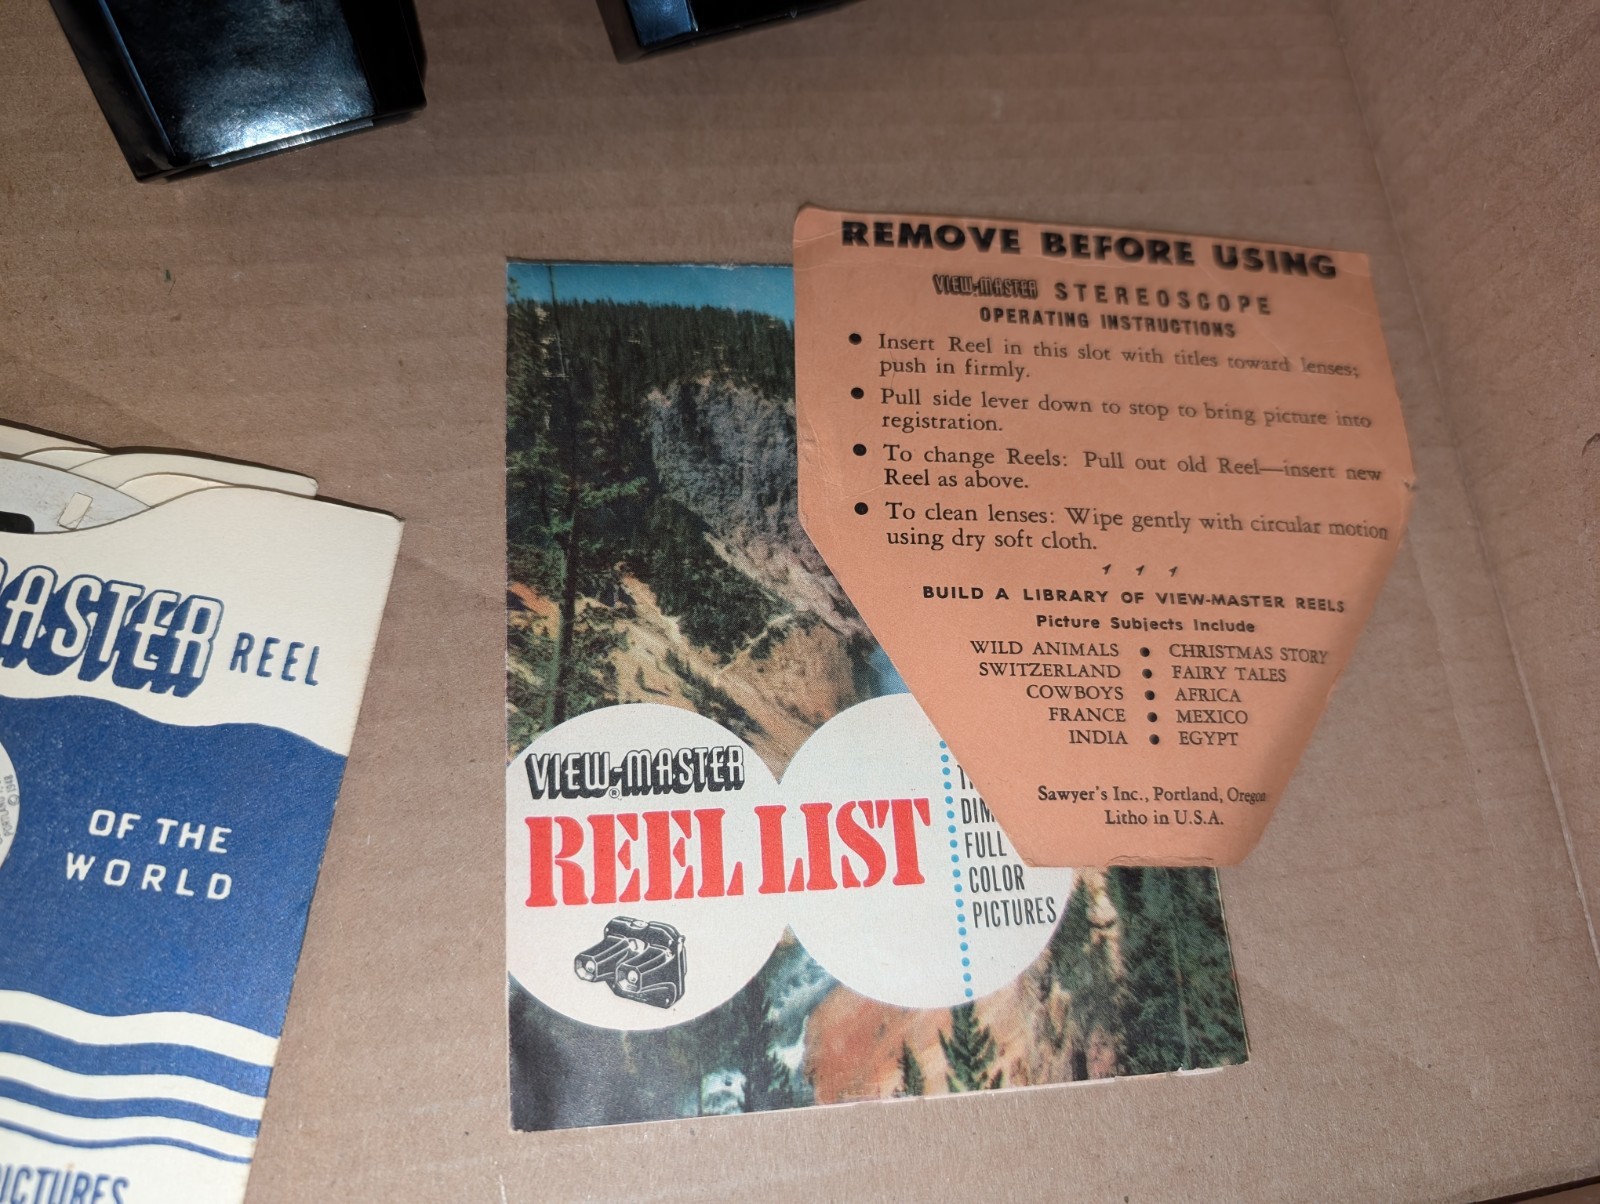 REMOVE BEFORE USING
VIEW-MASTER STEREOSCOPE
OPERATING INSTRUCTIONS
● Insert Reel in this slot with titles toward lenses;
push in firmly.
● Pull side lever down to stop to bring picture into
registration.
● To change Reels: Pull out old Reel—insert new
Reel as above.
● To clean lenses: Wipe gently with circular motion
using dry soft cloth.
BUILD A LIBRARY OF VIEW-MASTER REELS
Picture Subjects Include
WILD ANIMALS ● CHRISTMAS STORY
SWITZERLAND ● FAIRY TALES
COWBOYS ● AFRICA
FRANCE ● MEXICO
INDIA ● EGYPT
Sawyer's Inc., Portland, Oregon
Litho in U.S.A.
VIEW-MASTER®
REEL LIST
FULL
COLOR
PICTURES
ASTER REEL
OF THE
WORLD
PICTURES